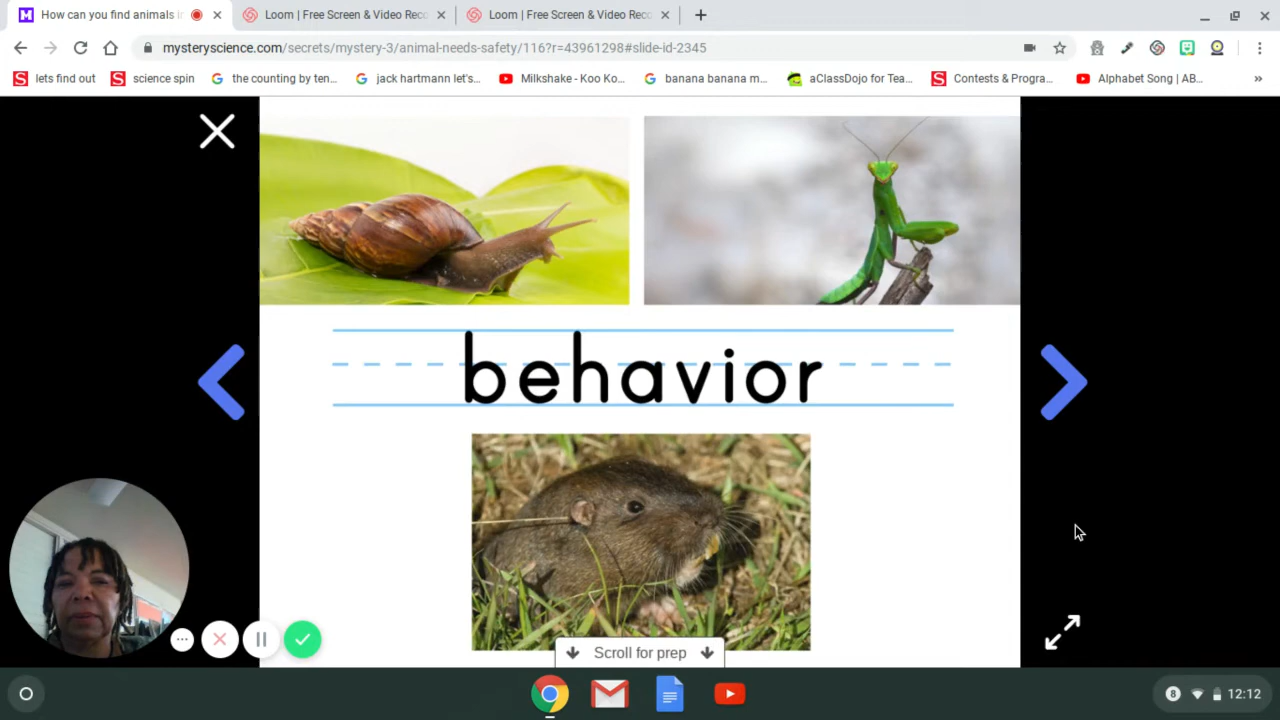 How can you find animals i
Loom | Free Screen & Video Reco
Loom | Free Screen & Video Reco
mysteryscience.com/secrets/mystery-3/animal-needs-safety/116?r=43961298#slide-id-2345
lets find out
science spin
the counting by ten...
jack hartmann let's...
Milkshake - Koo Ko...
banana banana m...
aClassDojo for Tea...
Contests & Progra...
Alphabet Song | AB...
behavior
Scroll for prep
8
12:12